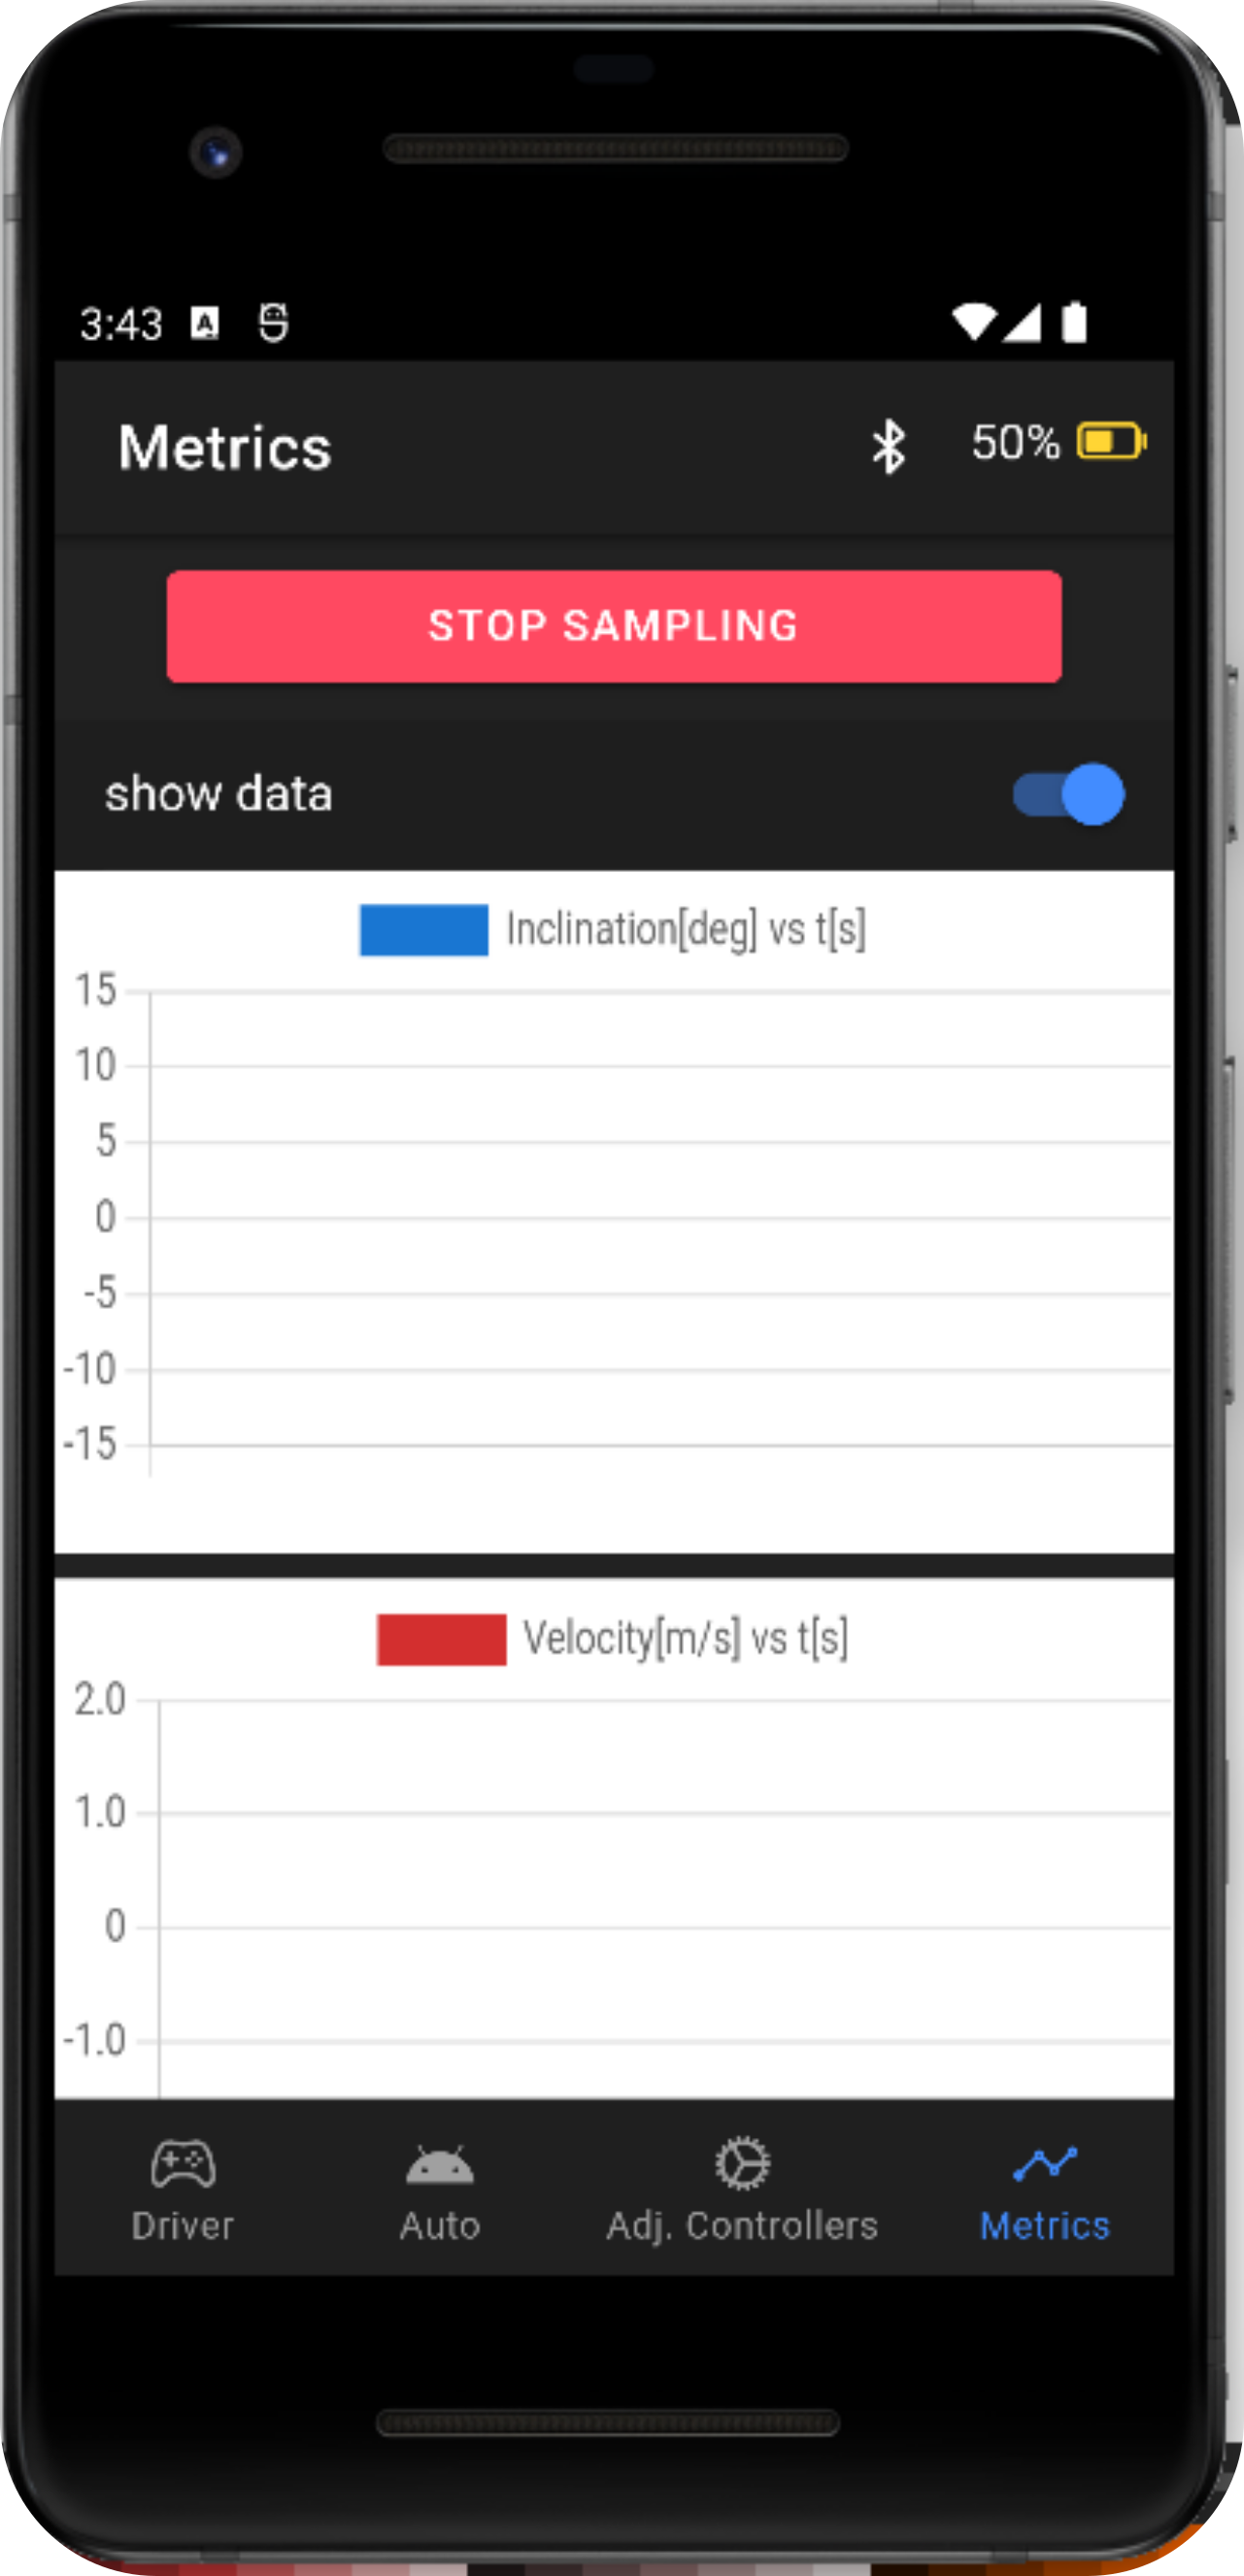 3:43 A
Metrics 50%
STOP SAMPLING
show data
Inclination[deg] vs t[s]
15
10
5
0
-5
-10
-15
Velocity[m/s] vs t[s]
2.0
1.0
0
-1.0
Driver Auto Adj. Controllers Metrics